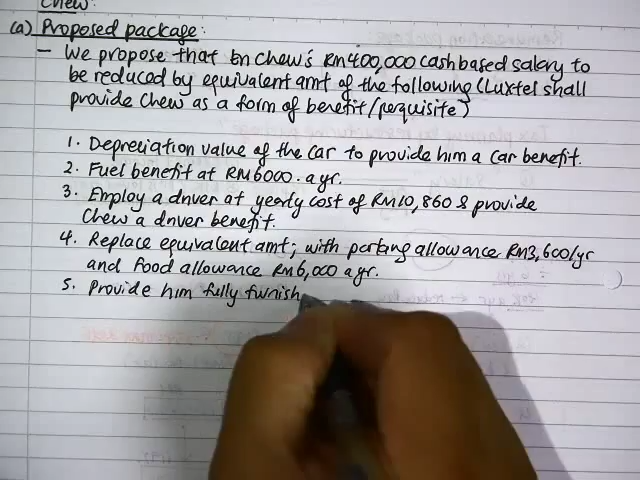 Chew:
(a) Proposed package:
- We propose that En Chew's RM400,000 cash based salary to
be reduced by equivalent amt of the following (Luxtel shall
provide Chew as a form of benefit/perquisite)
1. Depreciation value of the car to provide him a car benefit.
2. Fuel benefit at RM6000. a yr.
3. Employ a driver at yearly cost of RM10,860 & provide
Chew a driver benefit.
4. Replace equivalent amt; with parking allowance RM3,600/yr
and food allowance RM6,000 a yr.
5. Provide him fully furnish